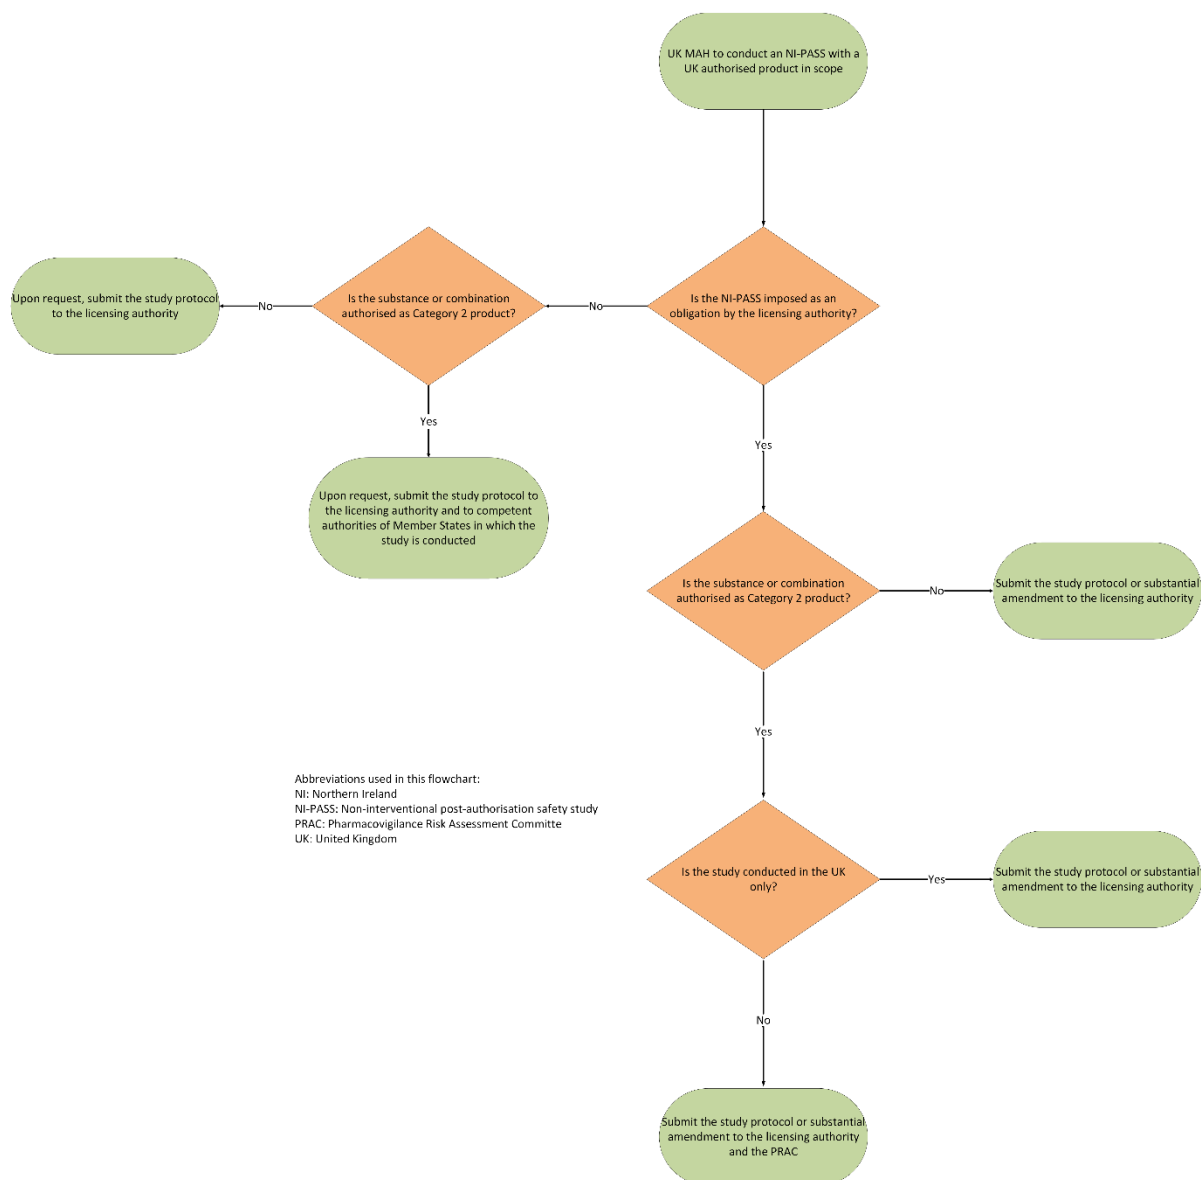 UK MAH to conduct an NI-PASS with a
UK authorised product in scope
Is the NI-PASS imposed as an
obligation by the licensing authority?
No
Is the substance or combination
authorised as Category 2 product?
No
Upon request, submit the study protocol
to the licensing authority
Yes
Upon request, submit the study protocol to
the licensing authority and to competent
authorities of Member States in which the
study is conducted
Yes
Is the substance or combination
authorised as Category 2 product?
No
Submit the study protocol or substantial
amendment to the licensing authority
Yes
Is the study conducted in the UK
only?
Yes
Submit the study protocol or substantial
amendment to the licensing authority
No
Submit the study protocol or substantial
amendment to the licensing authority
and the PRAC
Abbreviations used in this flowchart:
NI: Northern Ireland
NI-PASS: Non-interventional post-authorisation safety study
PRAC: Pharmacovigilance Risk Assessment Committe
UK: United Kingdom